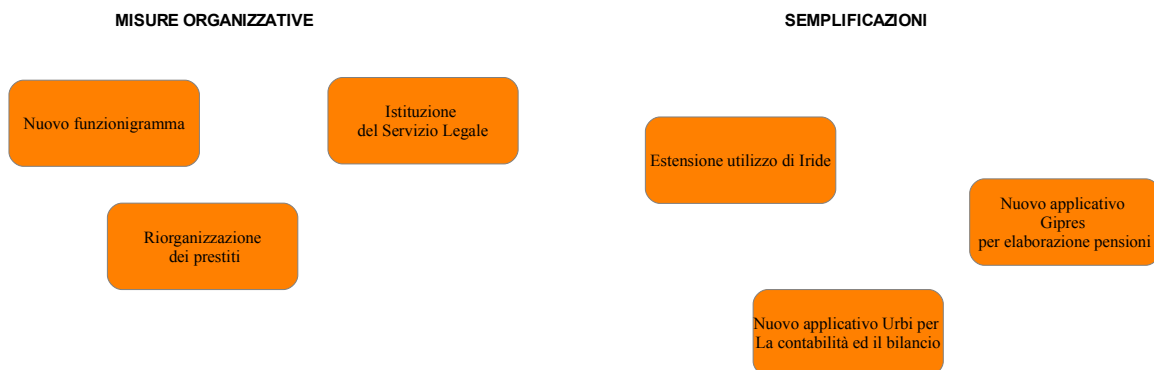 MISURE ORGANIZZATIVE
Nuovo funzionigramma
Istituzione
del Servizio Legale
Riorganizzazione
dei prestiti
SEMPLIFICAZIONI
Estensione utilizzo di Iride
Nuovo applicativo
Gipres
per elaborazione pensioni
Nuovo applicativo Urbi per
La contabilità ed il bilancio